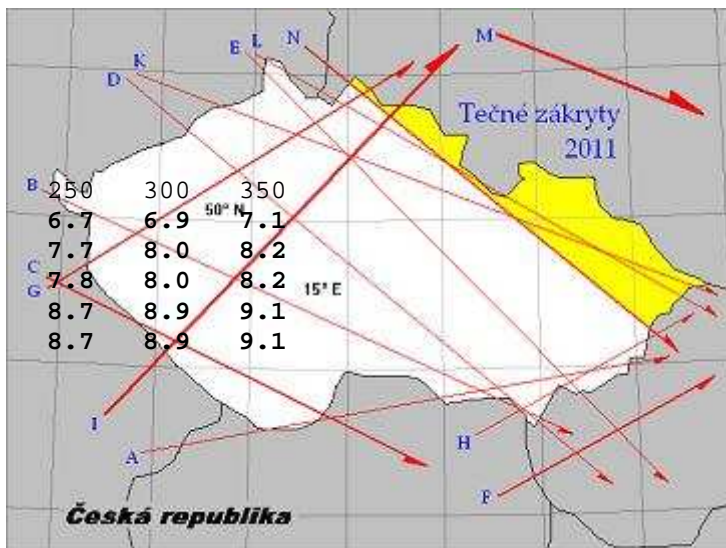 K
E L
N
M
D
Tečné zákryty
2011
B
250 300 350
6.7 6.9 7.1
50° N
7.7 8.0 8.2
C
7.8 8.0 8.2
G
15° E
8.7 8.9 9.1
8.7 8.9 9.1
I
A
H
F
Česká republika